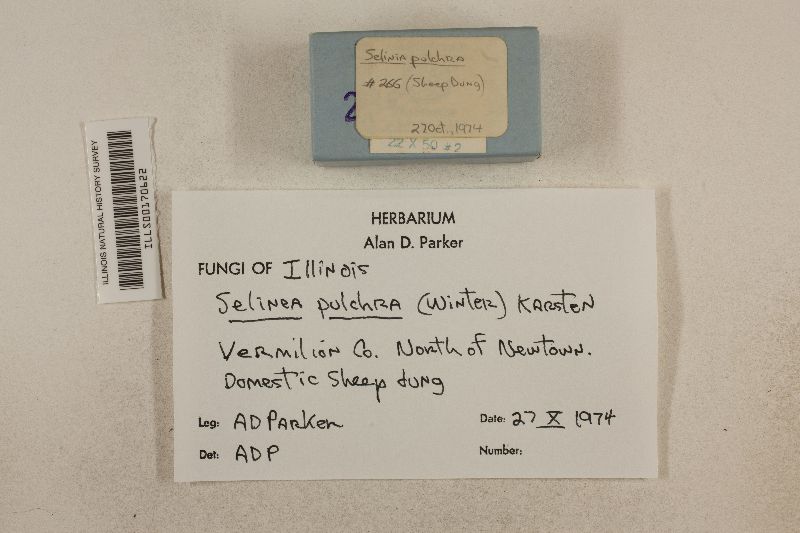 Selinia pulchra
# 266 (Sheep Dung)
27 Oct., 1974
22 X 50 #2
2
ILLINOIS NATURAL HISTORY SURVEY
ILLS00170622
HERBARIUM
Alan D. Parker
FUNGI OF Illinois
Selinea pulchra (Winter) Karsten
Vermilion Co. North of Newtown.
Domestic Sheep dung
Leg: AD Parker
Date: 27 X 1974
Det: ADP
Number: